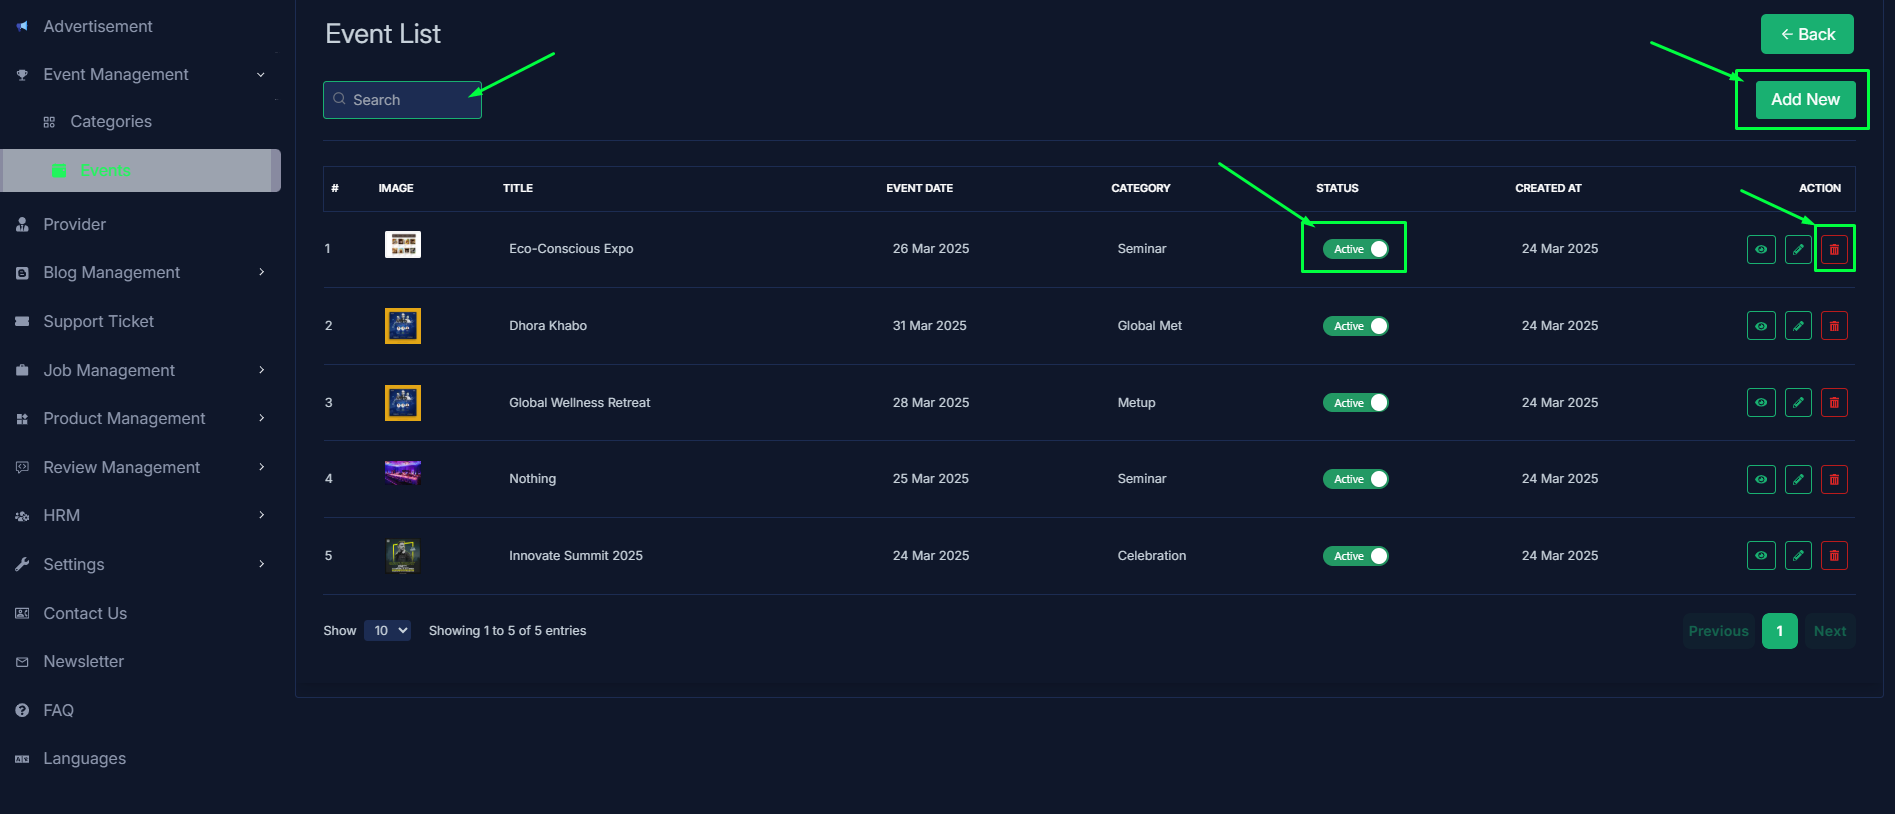 Advertisement
Event Management
Categories
Events
Provider
Blog Management
Support Ticket
Job Management
Product Management
Review Management
HRM
Settings
Contact Us
Newsletter
FAQ
Languages
Event List
← Back
Search
Add New
# IMAGE TITLE EVENT DATE CATEGORY STATUS CREATED AT ACTION
1 Eco-Conscious Expo 26 Mar 2025 Seminar Active 24 Mar 2025
2 Dhora Khabo 31 Mar 2025 Global Met Active 24 Mar 2025
3 Global Wellness Retreat 28 Mar 2025 Metup Active 24 Mar 2025
4 Nothing 25 Mar 2025 Seminar Active 24 Mar 2025
5 Innovate Summit 2025 24 Mar 2025 Celebration Active 24 Mar 2025
Show 10 Showing 1 to 5 of 5 entries
Previous 1 Next